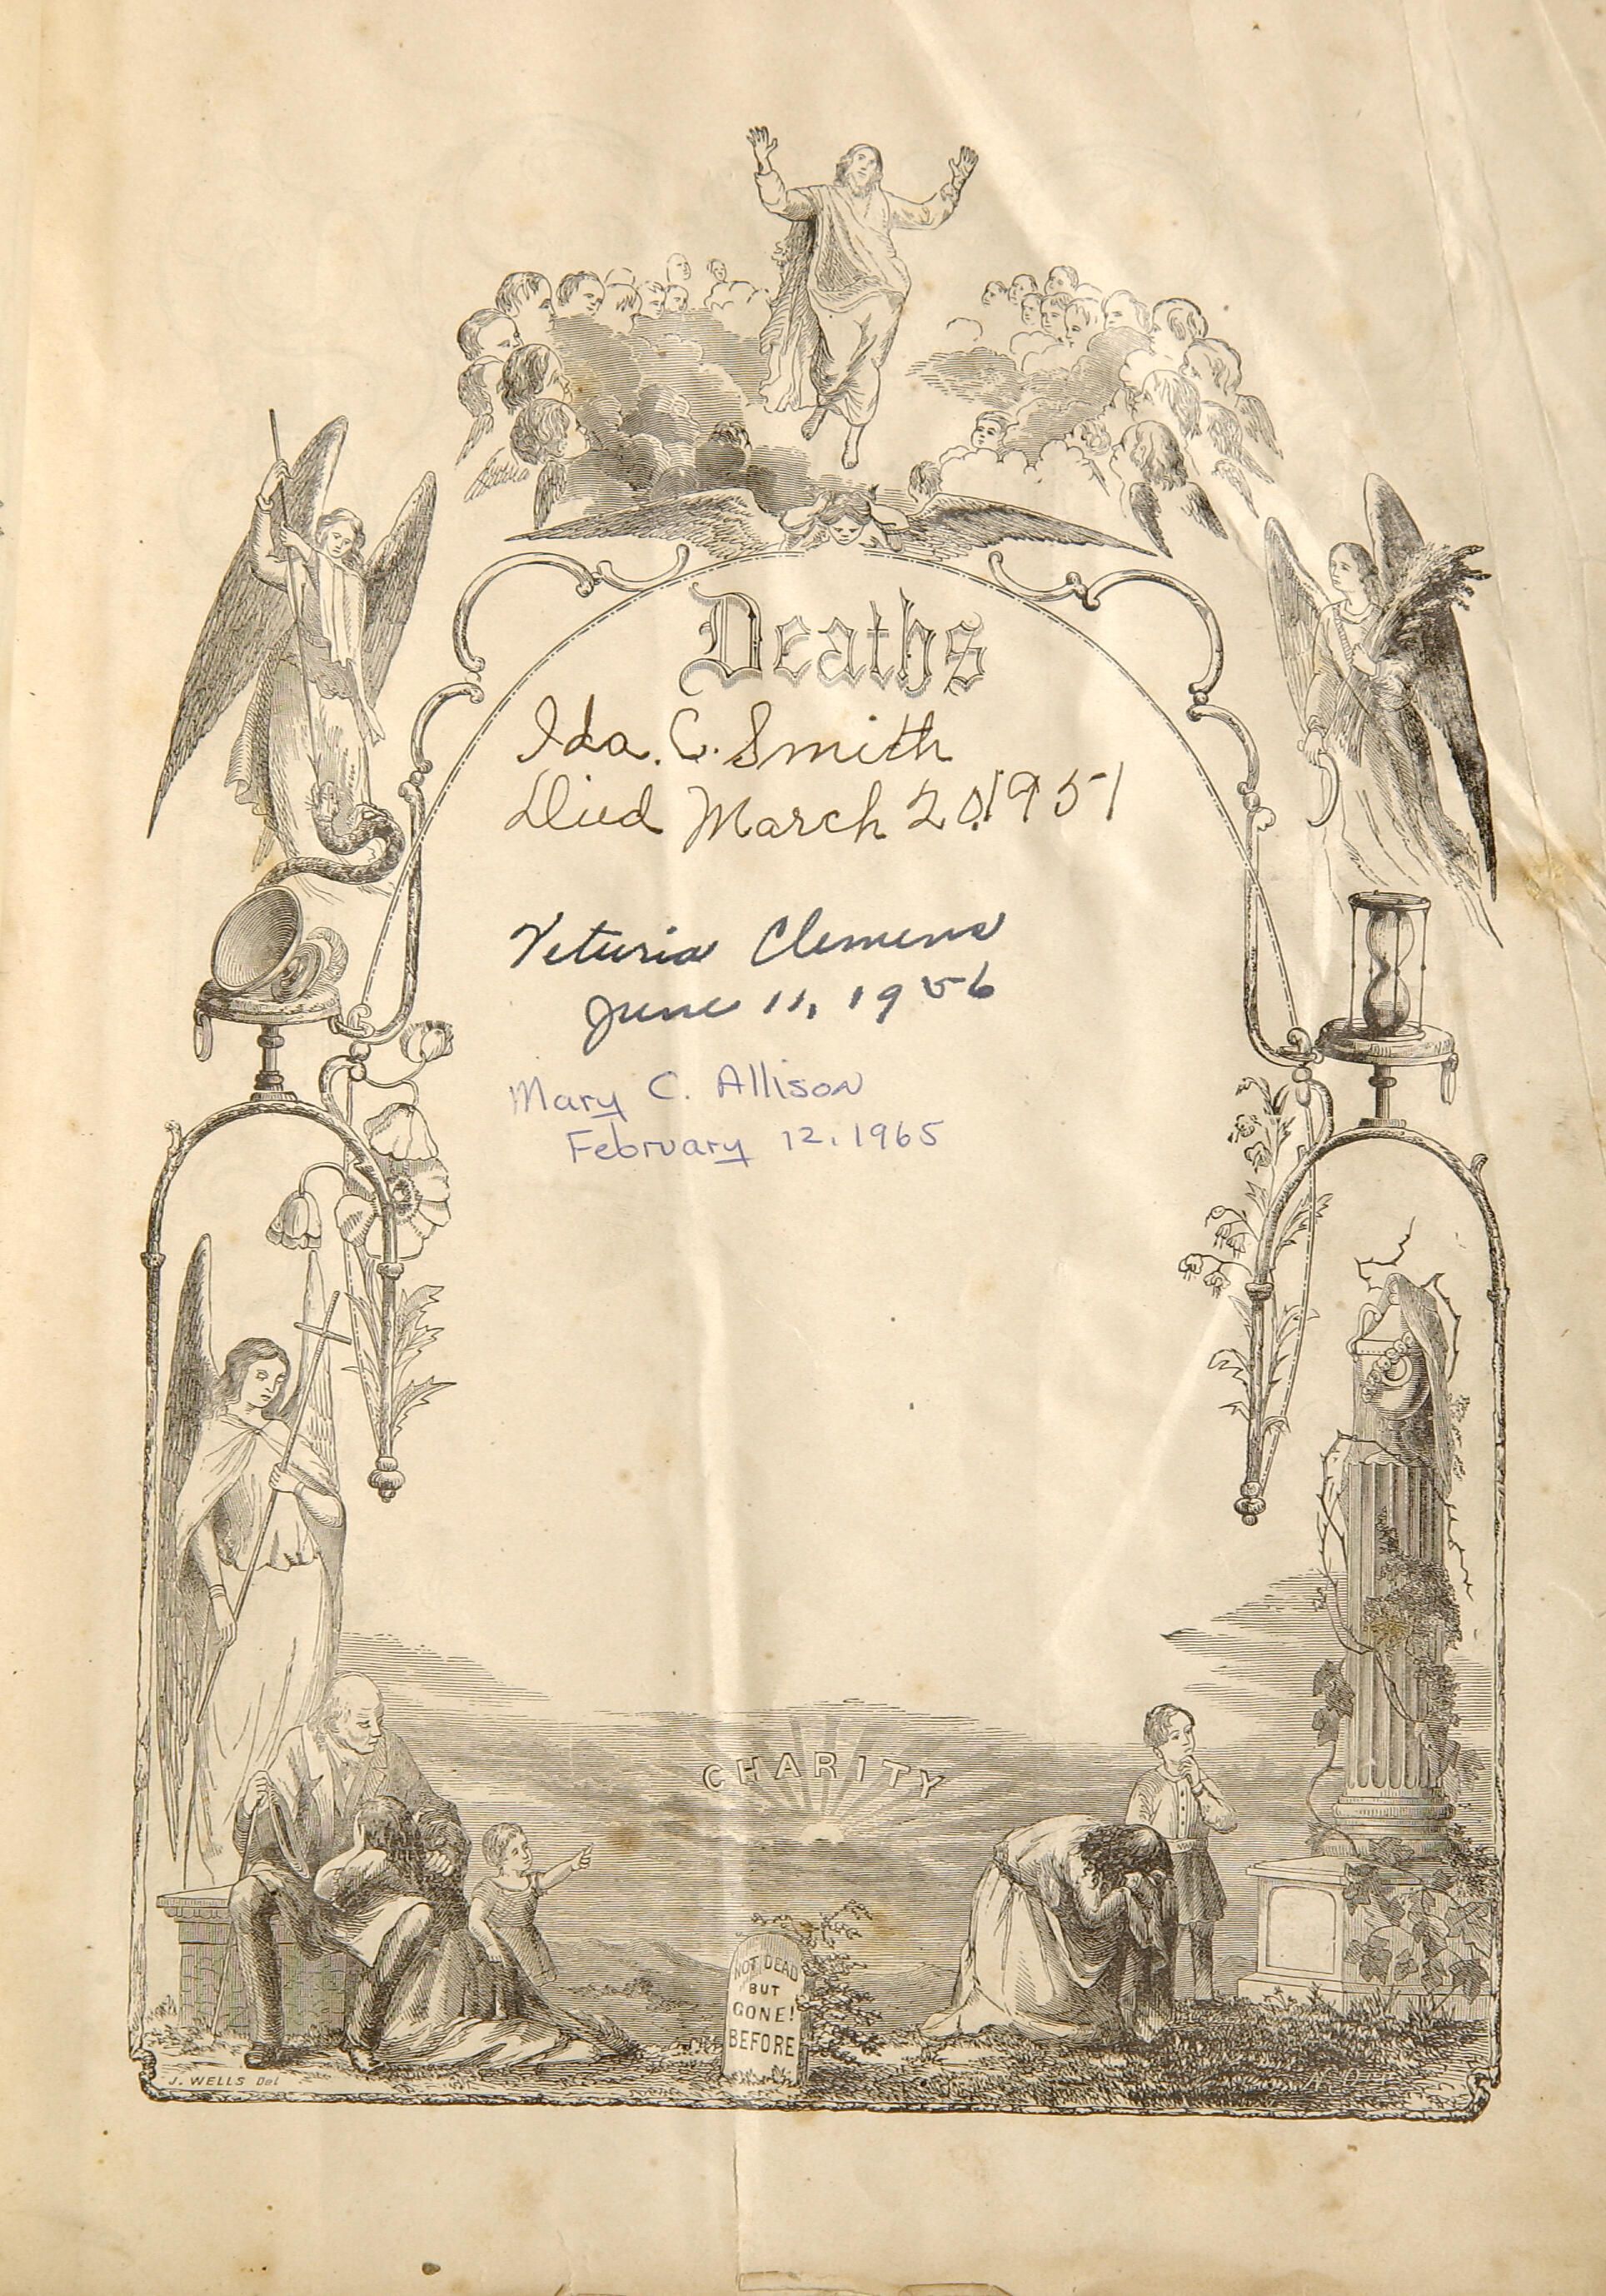 Deaths
Ida. C. Smith
Died March 20, 1951
Veturia Clemens
June 11, 1956
Mary C. Allison
February 12, 1965
CHARITY
NOT DEAD
BUT
GONE!
BEFORE
J. WELLS Del